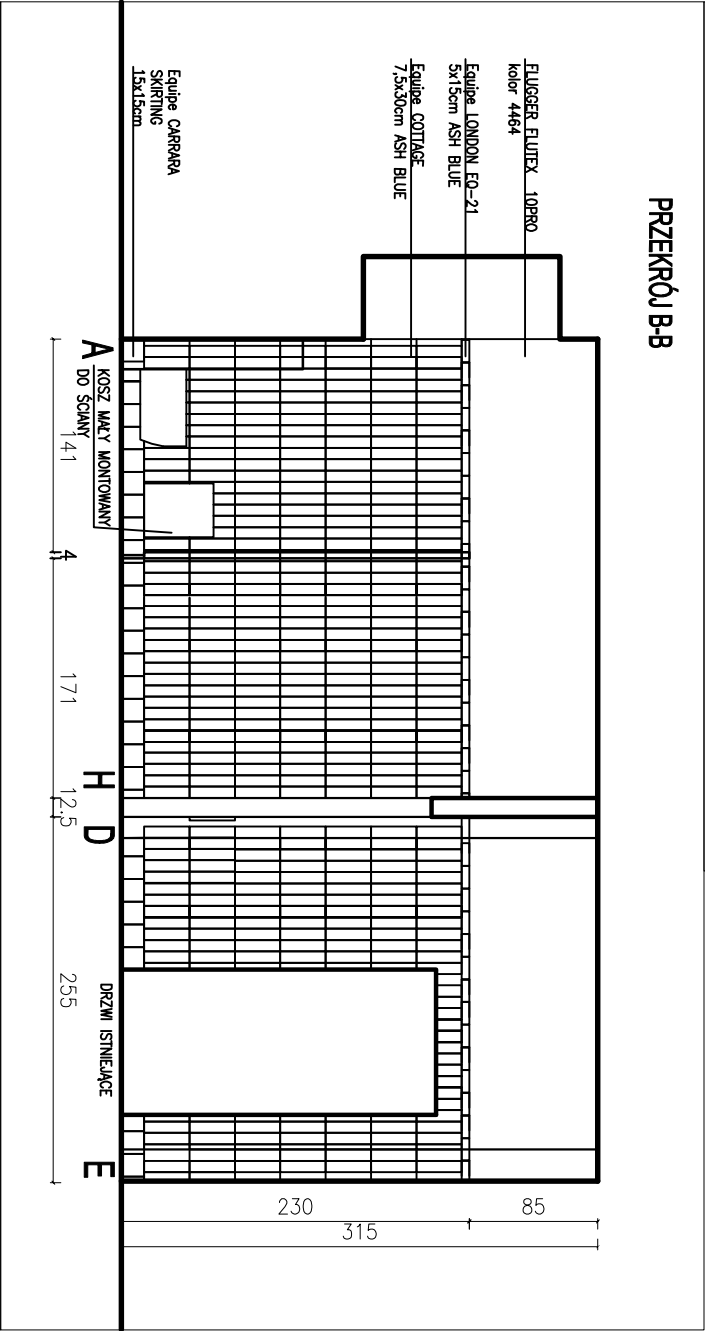 PRZEKRÓJ B-B
FLUGGER FLUTEX 10PRO
kolor 4464
Equipe LONDON EQ-21
5x15cm ASH BLUE
Equipe COTTAGE
7,5x30cm ASH BLUE
Equipe CARRARA
SKIRTING
15x15cm
A
KOSZ MAŁY MONTOWANY
DO ŚCIANY
H
D
DRZWI ISTNIEJĄCE
E
141
4
171
12,5
255
230
85
315